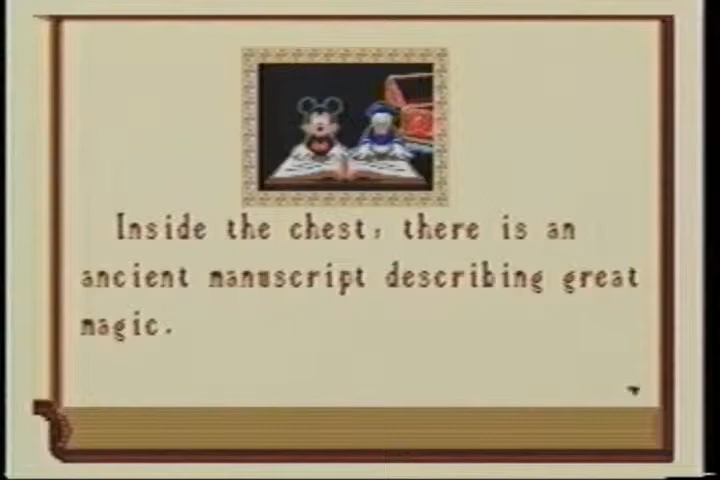 Inside the chest, there is an
ancient manuscript describing great
magic.